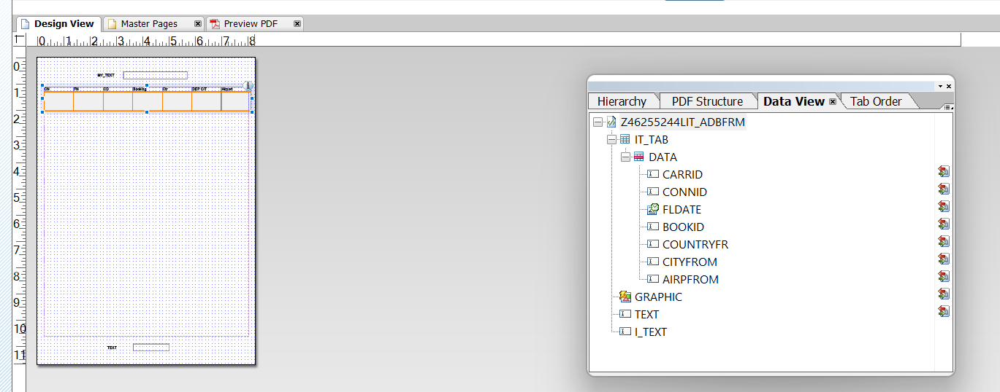 Design View Master Pages Preview PDF
0 1 2 3 4 5 6 7 8
0
1
2
3
4
5
6
7
8
9
10
11
MY_TEXT
CN FN CD Booking Ctr DEP CIT Airport
TEXT
Hierarchy PDF Structure Data View Tab Order
Z46255244LIT_ADBFRM
IT_TAB
DATA
CARRID
CONNID
FLDATE
BOOKID
COUNTRYFR
CITYFROM
AIRPFROM
GRAPHIC
TEXT
I_TEXT